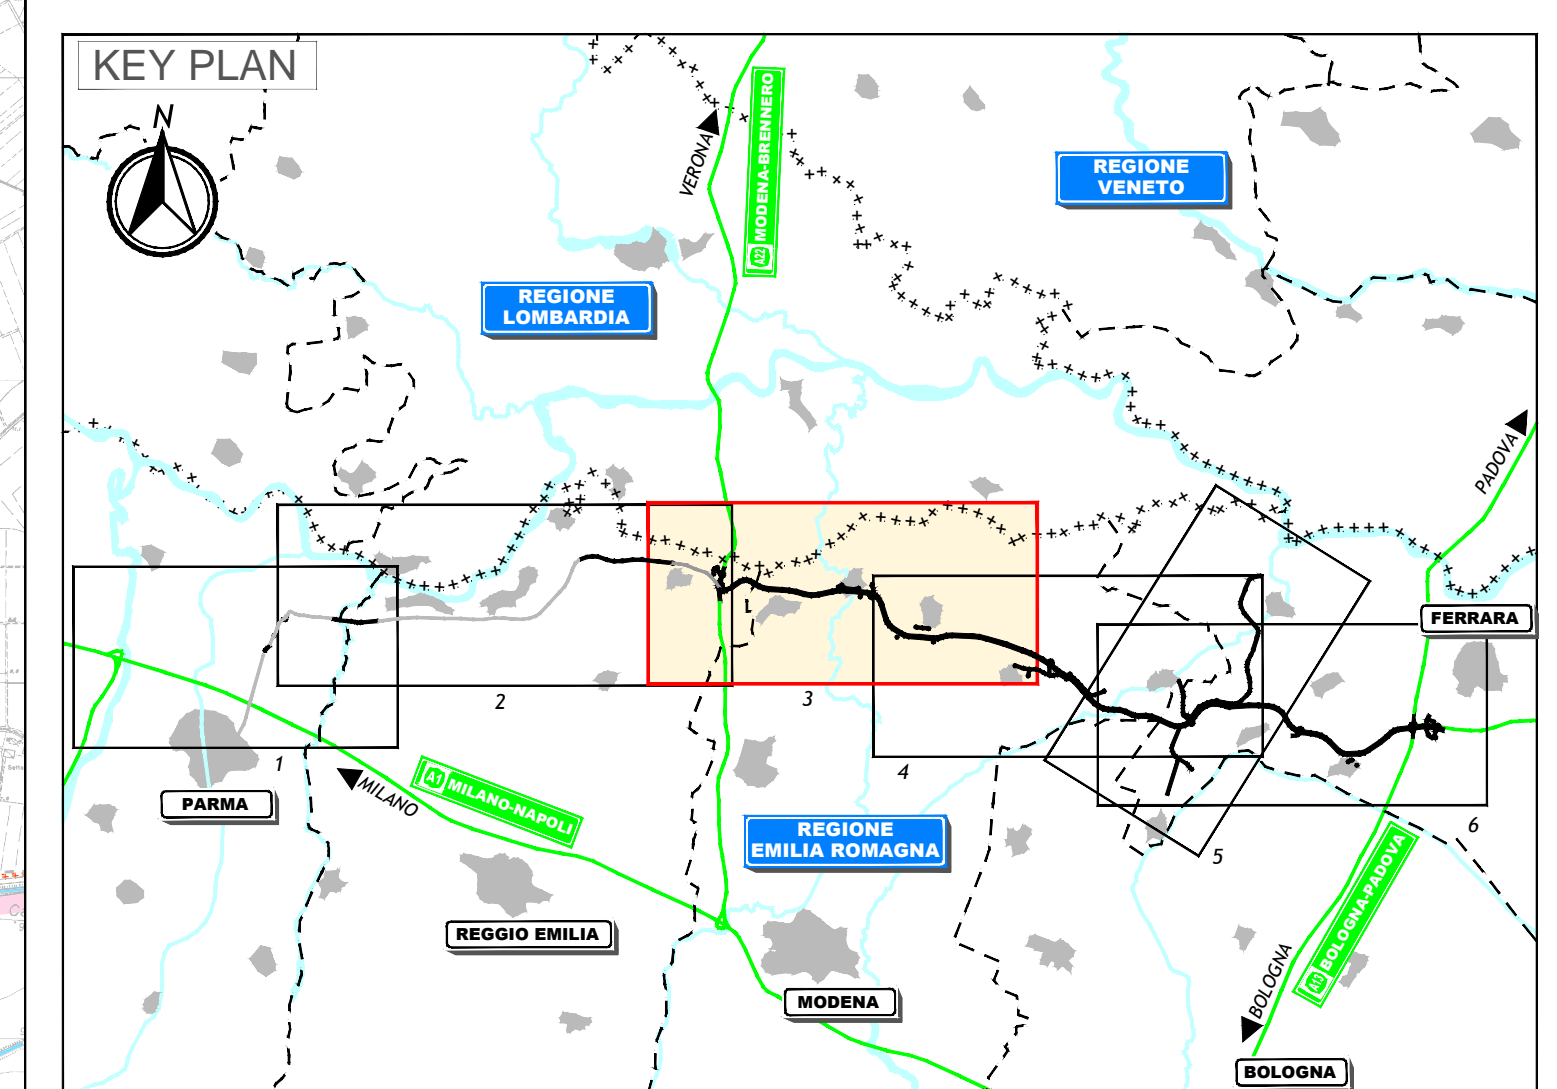 KEY PLAN
N
VERONA
A22 MODENA-BRENNERO
REGIONE
VENETO
REGIONE
LOMBARDIA
PADOVA
FERRARA
2
3
1
4
5
6
PARMA
MILANO
A1 MILANO-NAPOLI
REGIONE
EMILIA ROMAGNA
REGGIO EMILIA
MODENA
A13 BOLOGNA-PADOVA
BOLOGNA
BOLOGNA